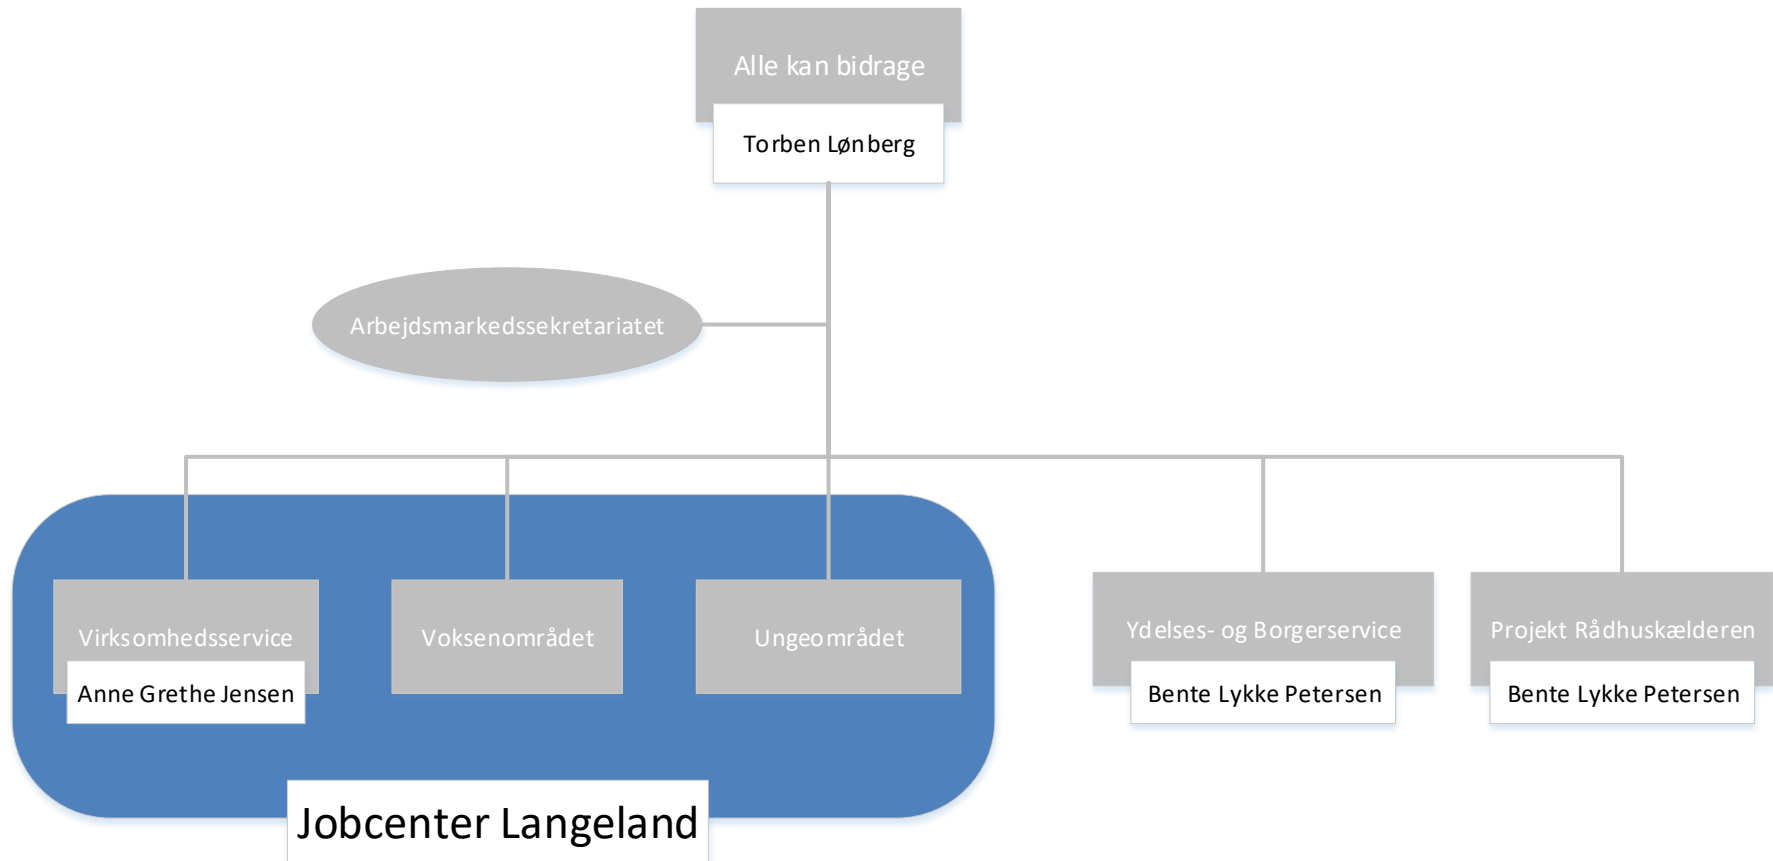 Alle kan bidrage
Torben Lønberg
Arbejdsmarkedssekretariatet
Virksomhedsservice
Anne Grethe Jensen
Voksenområdet
Ungeområdet
Ydelses- og Borgerservice
Bente Lykke Petersen
Projekt Rådhuskælderen
Bente Lykke Petersen
Jobcenter Langeland